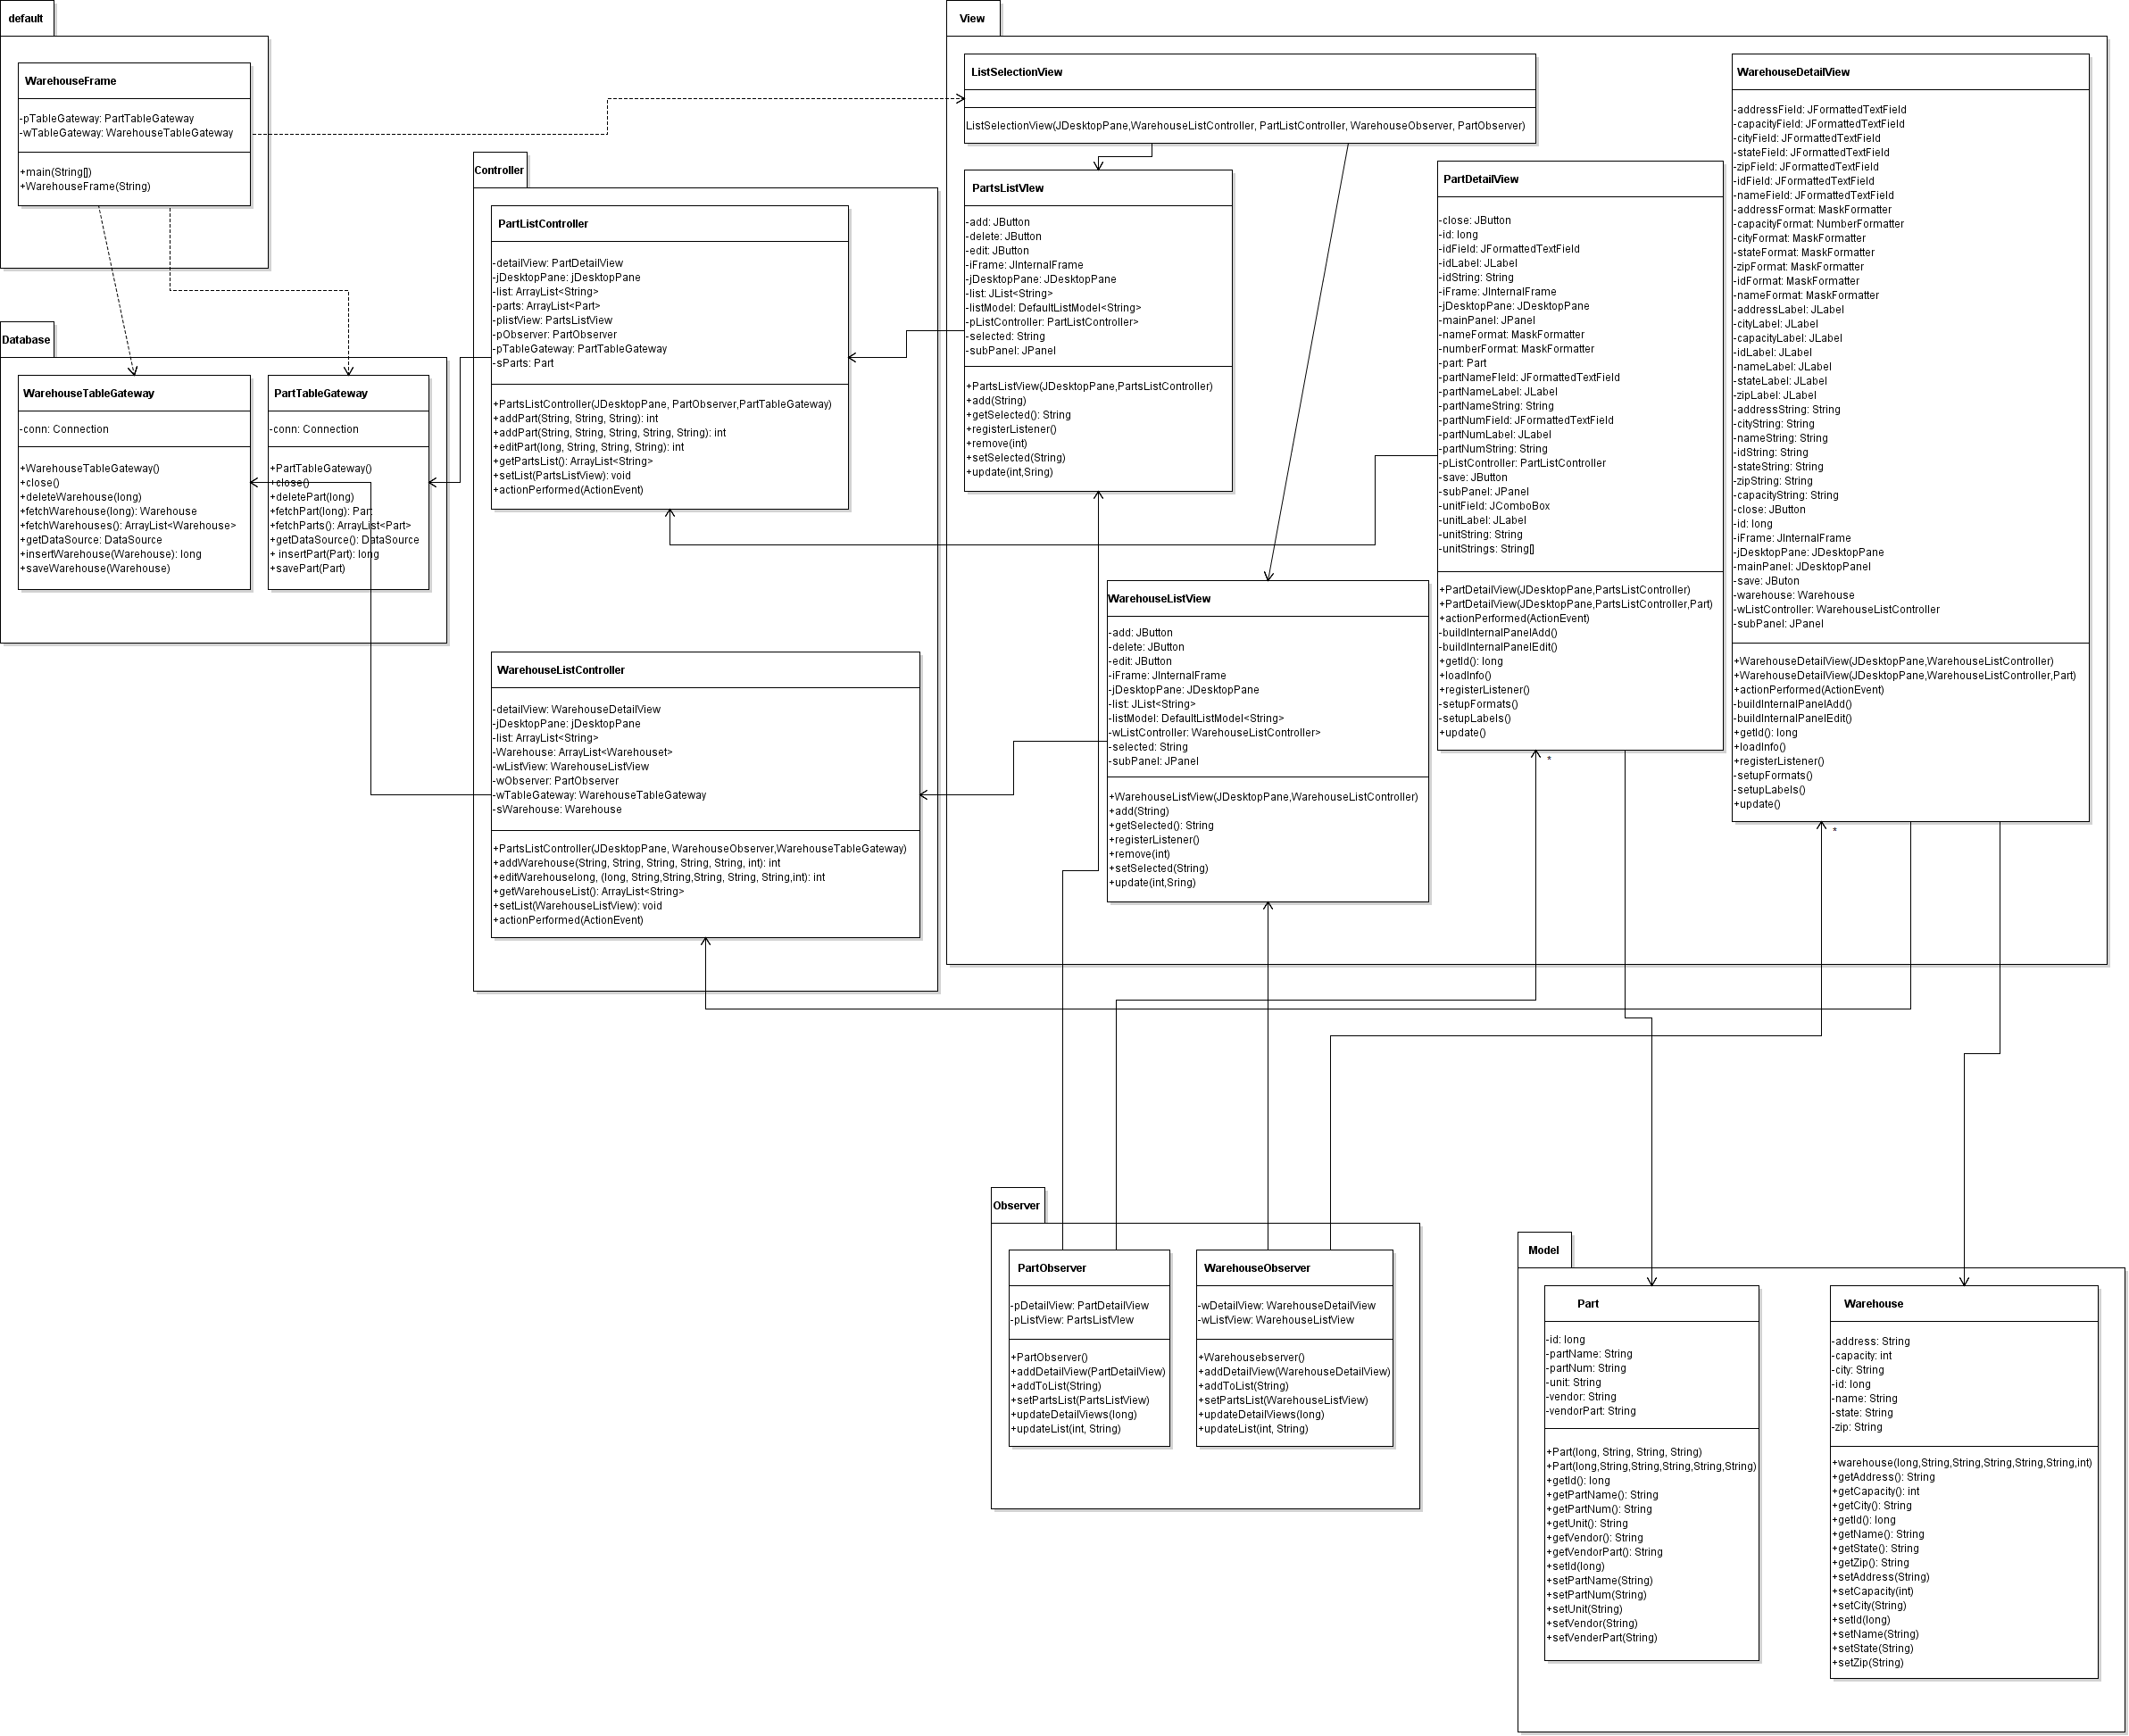 default
WarehouseFrame
-pTableGateway: PartTableGateway
-wTableGateway: WarehouseTableGateway
+main(String[])
+WarehouseFrame(String)
Database
WarehouseTableGateway
-conn: Connection
+WarehouseTableGateway()
+close()
+deleteWarehouse(long)
+fetchWarehouse(long): Warehouse
+fetchWarehouses(): ArrayList<Warehouse>
+getDataSource: DataSource
+insertWarehouse(Warehouse): long
+saveWarehouse(Warehouse)
PartTableGateway
-conn: Connection
+PartTableGateway()
+close()
+deletePart(long)
+fetchPart(long): Part
+fetchParts(): ArrayList<Part>
+getDataSource(): DataSource
+ insertPart(Part): long
+savePart(Part)
Controller
PartListController
-detailView: PartDetailView
-jDesktopPane: jDesktopPane
-list: ArrayList<String>
-parts: ArrayList<Part>
-plistView: PartsListView
-pObserver: PartObserver
-pTableGateway: PartTableGateway
-sParts: Part
+PartsListController(JDesktopPane, PartObserver,PartTableGateway)
+addPart(String, String, String): int
+addPart(String, String, String, String, String): int
+editPart(long, String, String, String): int
+getPartsList(): ArrayList<String>
+setList(PartsListView): void
+actionPerformed(ActionEvent)
WarehouseListController
-detailView: WarehouseDetailView
-jDesktopPane: jDesktopPane
-list: ArrayList<String>
-Warehouse: ArrayList<Warehouset>
-wListView: WarehouseListView
-wObserver: PartObserver
-wTableGateway: WarehouseTableGateway
-sWarehouse: Warehouse
+PartsListController(JDesktopPane, WarehouseObserver,WarehouseTableGateway)
+addWarehouse(String, String, String, String, String, int): int
+editWarehouselong, (long, String,String,String, String, String,int): int
+getWarehouseList(): ArrayList<String>
+setList(WarehouseListView): void
+actionPerformed(ActionEvent)
View
ListSelectionView
ListSelectionView(JDesktopPane,WarehouseListController, PartListController, WarehouseObserver, PartObserver)
PartsListVIew
-add: JButton
-delete: JButton
-edit: JButton
-iFrame: JInternalFrame
-jDesktopPane: JDesktopPane
-list: JList<String>
-listModel: DefaultListModel<String>
-pListController: PartListController>
-selected: String
-subPanel: JPanel
+PartsListView(JDesktopPane,PartsListController)
+add(String)
+getSelected(): String
+registerListener()
+remove(int)
+setSelected(String)
+update(int,Sring)
WarehouseListView
-add: JButton
-delete: JButton
-edit: JButton
-iFrame: JInternalFrame
-jDesktopPane: JDesktopPane
-list: JList<String>
-listModel: DefaultListModel<String>
-wListController: WarehouseListController>
-selected: String
-subPanel: JPanel
+WarehouseListView(JDesktopPane,WarehouseListController)
+add(String)
+getSelected(): String
+registerListener()
+remove(int)
+setSelected(String)
+update(int,Sring)
PartDetailView
-close: JButton
-id: long
-idField: JFormattedTextField
-idLabel: JLabel
-idString: String
-iFrame: JInternalFrame
-jDesktopPane: JDesktopPane
-mainPanel: JPanel
-nameFormat: MaskFormatter
-numberFormat: MaskFormatter
-part: Part
-partNameFIeld: JFormattedTextField
-partNameLabel: JLabel
-partNameString: String
-partNumField: JFormattedTextField
-partNumLabel: JLabel
-partNumString: String
-pListController: PartListController
-save: JButton
-subPanel: JPanel
-unitField: JComboBox
-unitLabel: JLabel
-unitString: String
-unitStrings: String[]
+PartDetailView(JDesktopPane,PartsListController)
+PartDetailView(JDesktopPane,PartsListController,Part)
+actionPerformed(ActionEvent)
-buildInternalPanelAdd()
-buildInternalPanelEdit()
+getId(): long
+loadInfo()
+registerListener()
-setupFormats()
-setupLabels()
+update()
*
WarehouseDetailView
-addressField: JFormattedTextField
-capacityField: JFormattedTextField
-cityField: JFormattedTextField
-stateField: JFormattedTextField
-zipField: JFormattedTextField
-idField: JFormattedTextField
-nameField: JFormattedTextField
-addressFormat: MaskFormatter
-capacityFormat: NumberFormatter
-cityFormat: MaskFormatter
-stateFormat: MaskFormatter
-zipFormat: MaskFormatter
-idFormat: MaskFormatter
-nameFormat: MaskFormatter
-addressLabel: JLabel
-cityLabel: JLabel
-capacityLabel: JLabel
-idLabel: JLabel
-nameLabel: JLabel
-stateLabel: JLabel
-zipLabel: JLabel
-addressString: String
-cityString: String
-nameString: String
-idString: String
-stateString: String
-zipString: String
-capacityString: String
-close: JButton
-id: long
-iFrame: JInternalFrame
-jDesktopPane: JDesktopPane
-mainPanel: JDesktopPanel
-save: JButon
-warehouse: Warehouse
-wListController: WarehouseListController
-subPanel: JPanel
+WarehouseDetailView(JDesktopPane,WarehouseListController)
+WarehouseDetailView(JDesktopPane,WarehouseListController,Part)
+actionPerformed(ActionEvent)
-buildInternalPanelAdd()
-buildInternalPanelEdit()
+getId(): long
+loadInfo()
+registerListener()
-setupFormats()
-setupLabels()
+update()
*
Observer
PartObserver
-pDetailView: PartDetailView
-pListView: PartsListVIew
+PartObserver()
+addDetailView(PartDetailView)
+addToList(String)
+setPartsList(PartsListView)
+updateDetailViews(long)
+updateList(int, String)
WarehouseObserver
-wDetailView: WarehouseDetailView
-wListView: WarehouseListView
+Warehousebserver()
+addDetailView(WarehouseDetailView)
+addToList(String)
+setPartsList(WarehouseListView)
+updateDetailViews(long)
+updateList(int, String)
Model
Part
-id: long
-partName: String
-partNum: String
-unit: String
-vendor: String
-vendorPart: String
+Part(long, String, String, String)
+Part(long,String,String,String,String,String)
+getId(): long
+getPartName(): String
+getPartNum(): String
+getUnit(): String
+getVendor(): String
+getVendorPart(): String
+setId(long)
+setPartName(String)
+setPartNum(String)
+setUnit(String)
+setVendor(String)
+setVenderPart(String)
Warehouse
-address: String
-capacity: int
-city: String
-id: long
-name: String
-state: String
-zip: String
+warehouse(long,String,String,String,String,String,int)
+getAddress(): String
+getCapacity(): int
+getCity(): String
+getId(): long
+getName(): String
+getState(): String
+getZip(): String
+setAddress(String)
+setCapacity(int)
+setCity(String)
+setId(long)
+setName(String)
+setState(String)
+setZip(String)